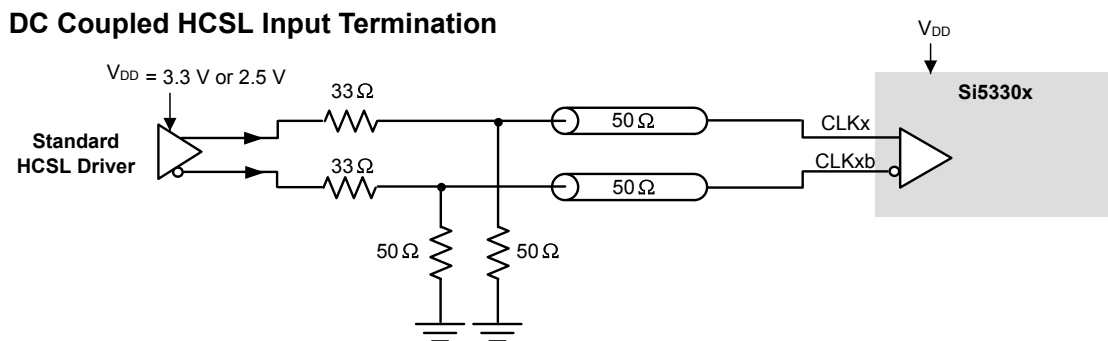 DC Coupled HCSL Input Termination
VDD
VDD = 3.3 V or 2.5 V
Si5330x
33 Ω
50 Ω
CLKx
Standard
HCSL Driver
33 Ω
CLKxb
50 Ω
50 Ω
50 Ω